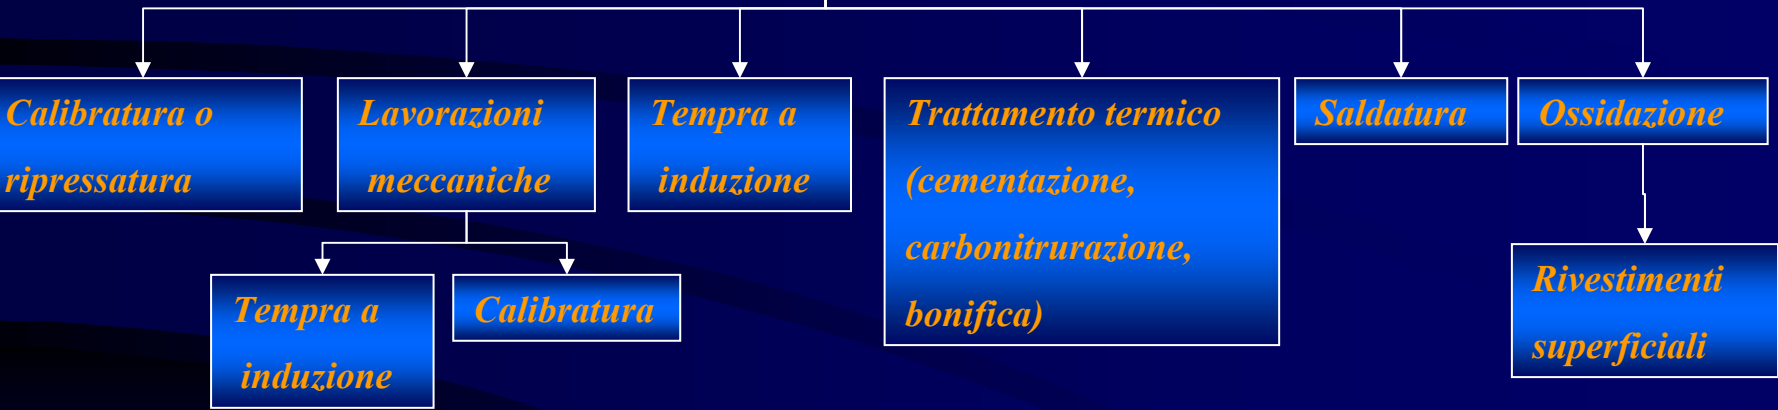 Calibratura o
ripressatura
Lavorazioni
meccaniche
Tempra a
induzione
Trattamento termico
(cementazione,
carbonitrurazione,
bonifica)
Saldatura
Ossidazione
Tempra a
induzione
Calibratura
Rivestimenti
superficiali